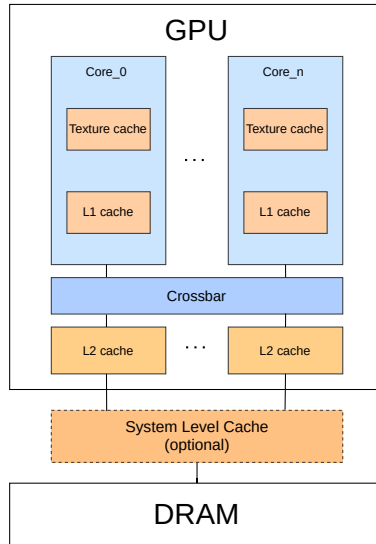 GPU
Core_0
Core_n
Texture cache
Texture cache
...
L1 cache
L1 cache
Crossbar
L2 cache
...
L2 cache
System Level Cache
(optional)
DRAM